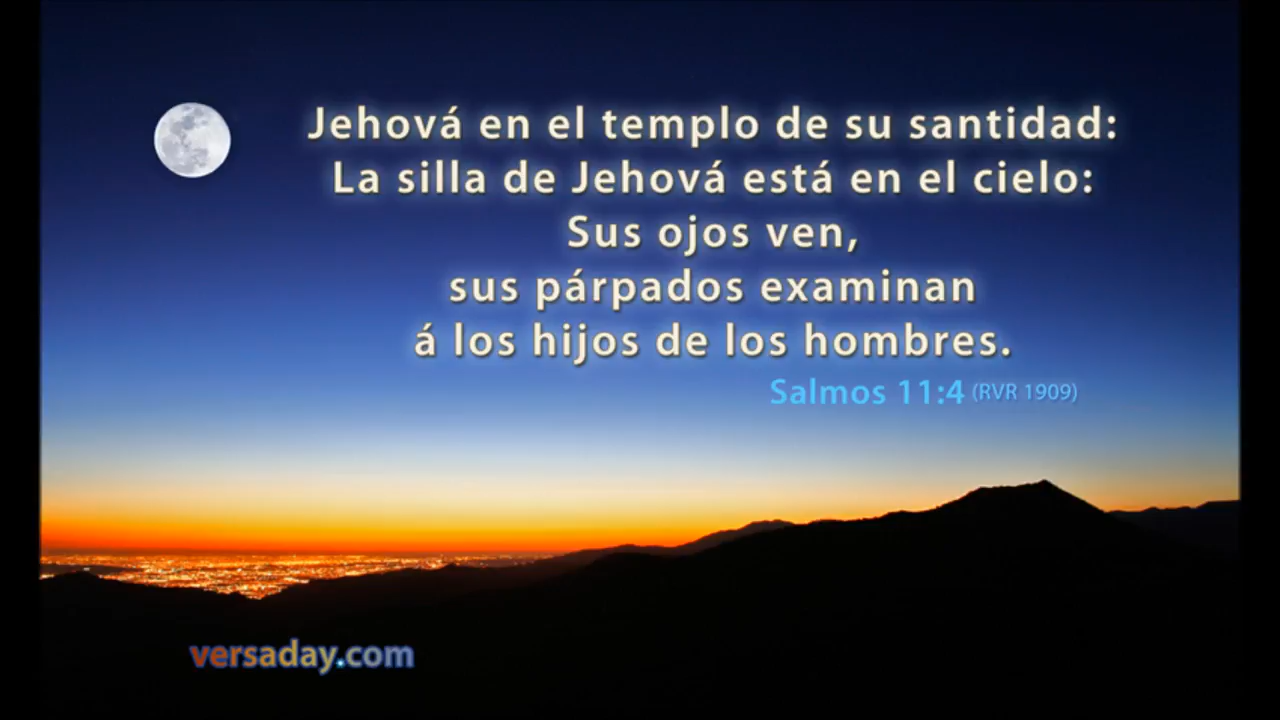 Jehová en el templo de su santidad:
La silla de Jehová está en el cielo:
Sus ojos ven,
sus párpados examinan
á los hijos de los hombres.
Salmos 11:4 (RVR 1909)
versaday.com